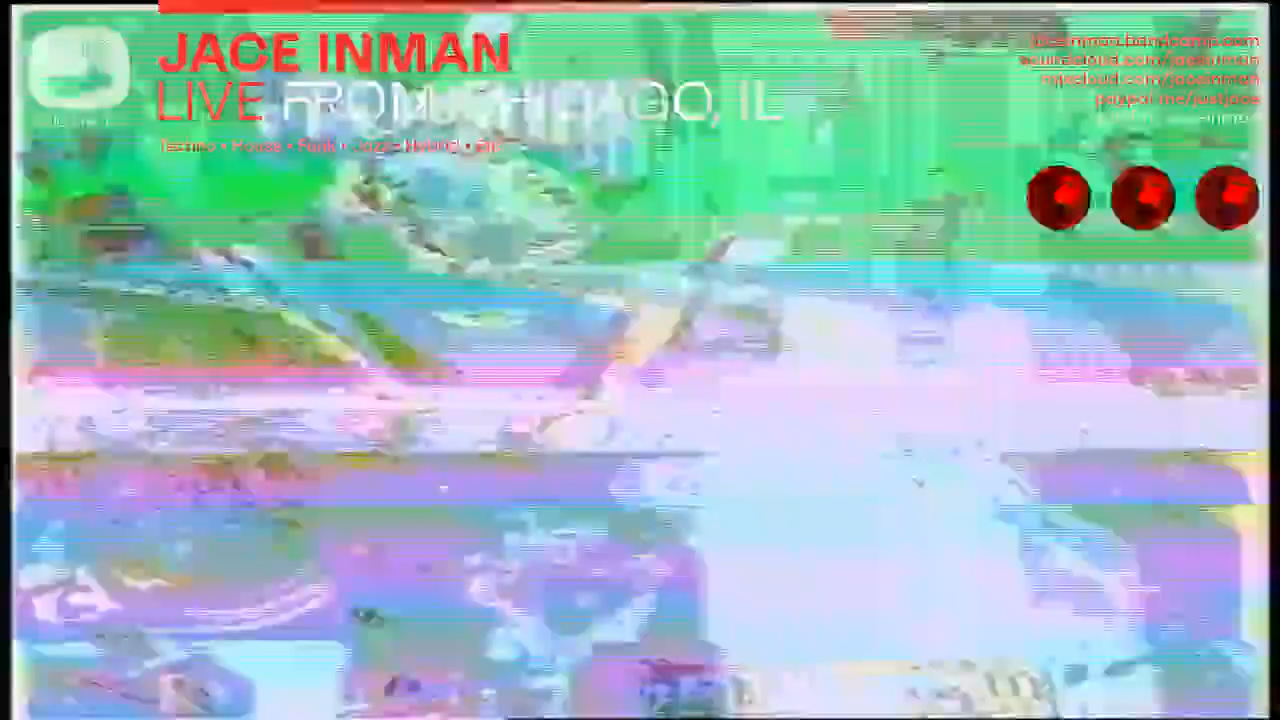 JACE INMAN
LIVE FROM CHICAGO, IL
Techno • House • Funk • Jazz • Hybrid • Etc
jaceinman.bandcamp.com
soundcloud.com/jaceinman
mixcloud.com/jaceinman
paypal.me/justjace